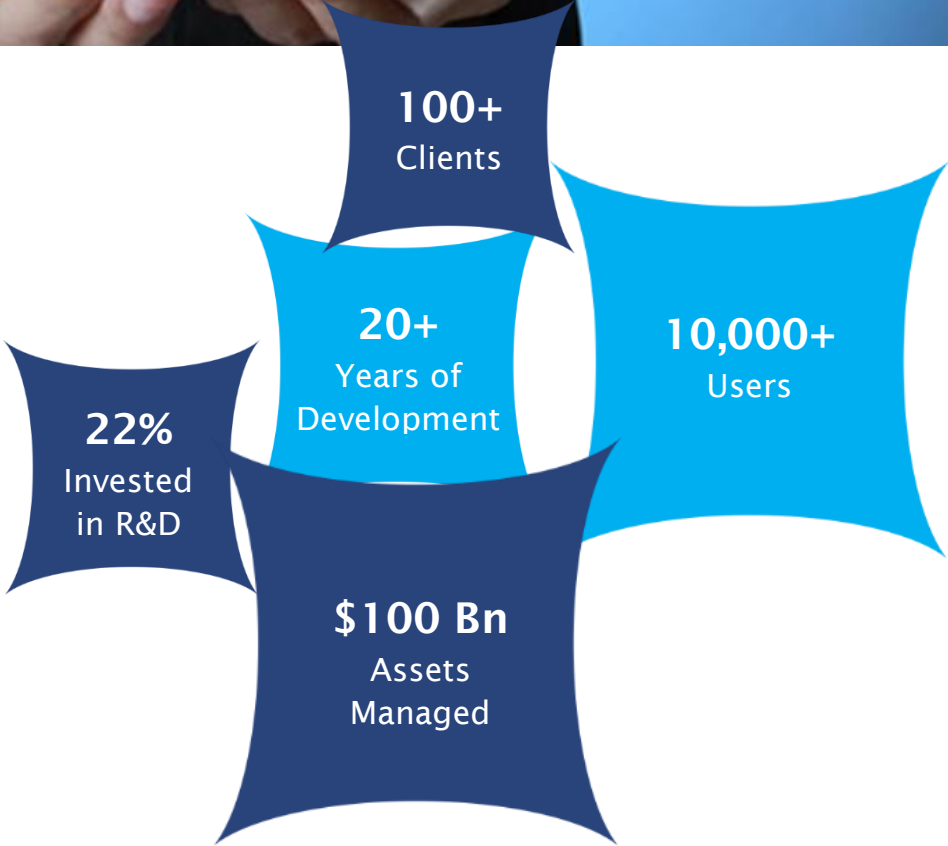 100+
Clients
20+
Years of
Development
10,000+
Users
22%
Invested
in R&D
$100 Bn
Assets
Managed